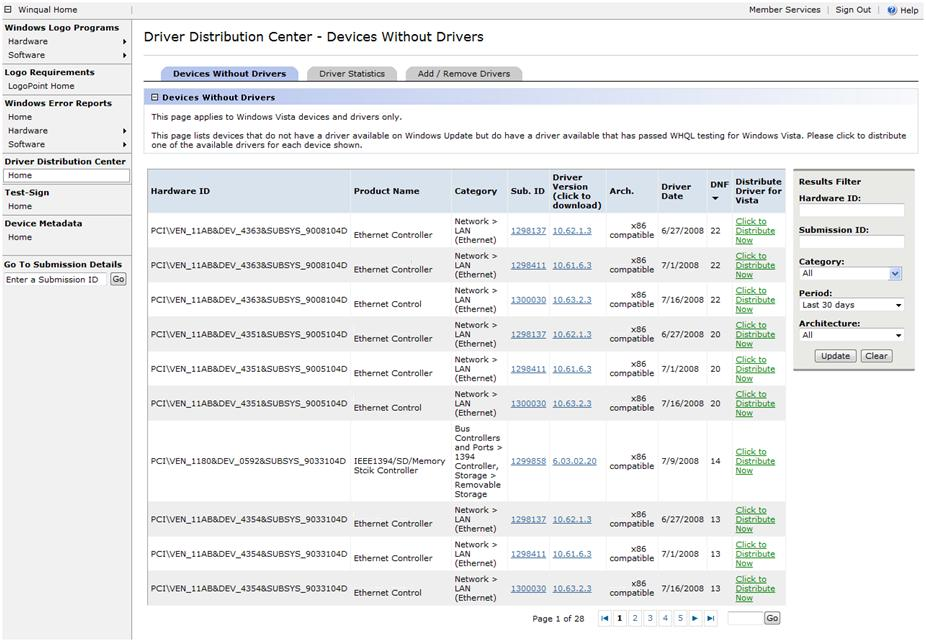 Winqual Home
Member Services | Sign Out | Help
Windows Logo Programs
Hardware
Software
Logo Requirements
LogoPoint Home
Windows Error Reports
Home
Hardware
Software
Driver Distribution Center
Home
Test-Sign
Home
Device Metadata
Home
Go To Submission Details
Enter a Submission ID Go
Driver Distribution Center - Devices Without Drivers
Devices Without Drivers Driver Statistics Add / Remove Drivers
Devices Without Drivers
This page applies to Windows Vista devices and drivers only.
This page lists devices that do not have a driver available on Windows Update but do have a driver available that has passed WHQL testing for Windows Vista. Please click to distribute
one of the available drivers for each device shown.
Hardware ID Product Name Category Sub. ID Driver Version (click to download) Arch. Driver Date DNF Distribute Driver for Vista
PCI\VEN_11AB&DEV_4363&SUBSYS_9008104D Ethernet Controller Network > LAN (Ethernet) 1298137 10.62.1.3 x86 compatible 6/27/2008 22 Click to Distribute Now
PCI\VEN_11AB&DEV_4363&SUBSYS_9008104D Ethernet Controller Network > LAN (Ethernet) 1298411 10.61.6.3 x86 compatible 7/1/2008 22 Click to Distribute Now
PCI\VEN_11AB&DEV_4363&SUBSYS_9008104D Ethernet Control Network > LAN (Ethernet) 1300030 10.63.2.3 x86 compatible 7/16/2008 22 Click to Distribute Now
PCI\VEN_11AB&DEV_4351&SUBSYS_9005104D Ethernet Controller Network > LAN (Ethernet) 1298137 10.62.1.3 x86 compatible 6/27/2008 20 Click to Distribute Now
PCI\VEN_11AB&DEV_4351&SUBSYS_9005104D Ethernet Controller Network > LAN (Ethernet) 1298411 10.61.6.3 x86 compatible 7/1/2008 20 Click to Distribute Now
PCI\VEN_11AB&DEV_4351&SUBSYS_9005104D Ethernet Control Network > LAN (Ethernet) 1300030 10.63.2.3 x86 compatible 7/16/2008 20 Click to Distribute Now
PCI\VEN_1180&DEV_0592&SUBSYS_9033104D IEEE1394/SD/Memory Stcik Controller Bus Controllers and Ports > 1394 Controller, Storage > Removable Storage 1299858 6.03.02.20 x86 compatible 7/9/2008 14 Click to Distribute Now
PCI\VEN_11AB&DEV_4354&SUBSYS_9033104D Ethernet Controller Network > LAN (Ethernet) 1298137 10.62.1.3 x86 compatible 6/27/2008 13 Click to Distribute Now
PCI\VEN_11AB&DEV_4354&SUBSYS_9033104D Ethernet Controller Network > LAN (Ethernet) 1298411 10.61.6.3 x86 compatible 7/1/2008 13 Click to Distribute Now
PCI\VEN_11AB&DEV_4354&SUBSYS_9033104D Ethernet Control Network > LAN (Ethernet) 1300030 10.63.2.3 x86 compatible 7/16/2008 13 Click to Distribute Now
Page 1 of 28 1 2 3 4 5 Go
Results Filter
Hardware ID:
Submission ID:
Category:
All
Period:
Last 30 days
Architecture:
All
Update Clear